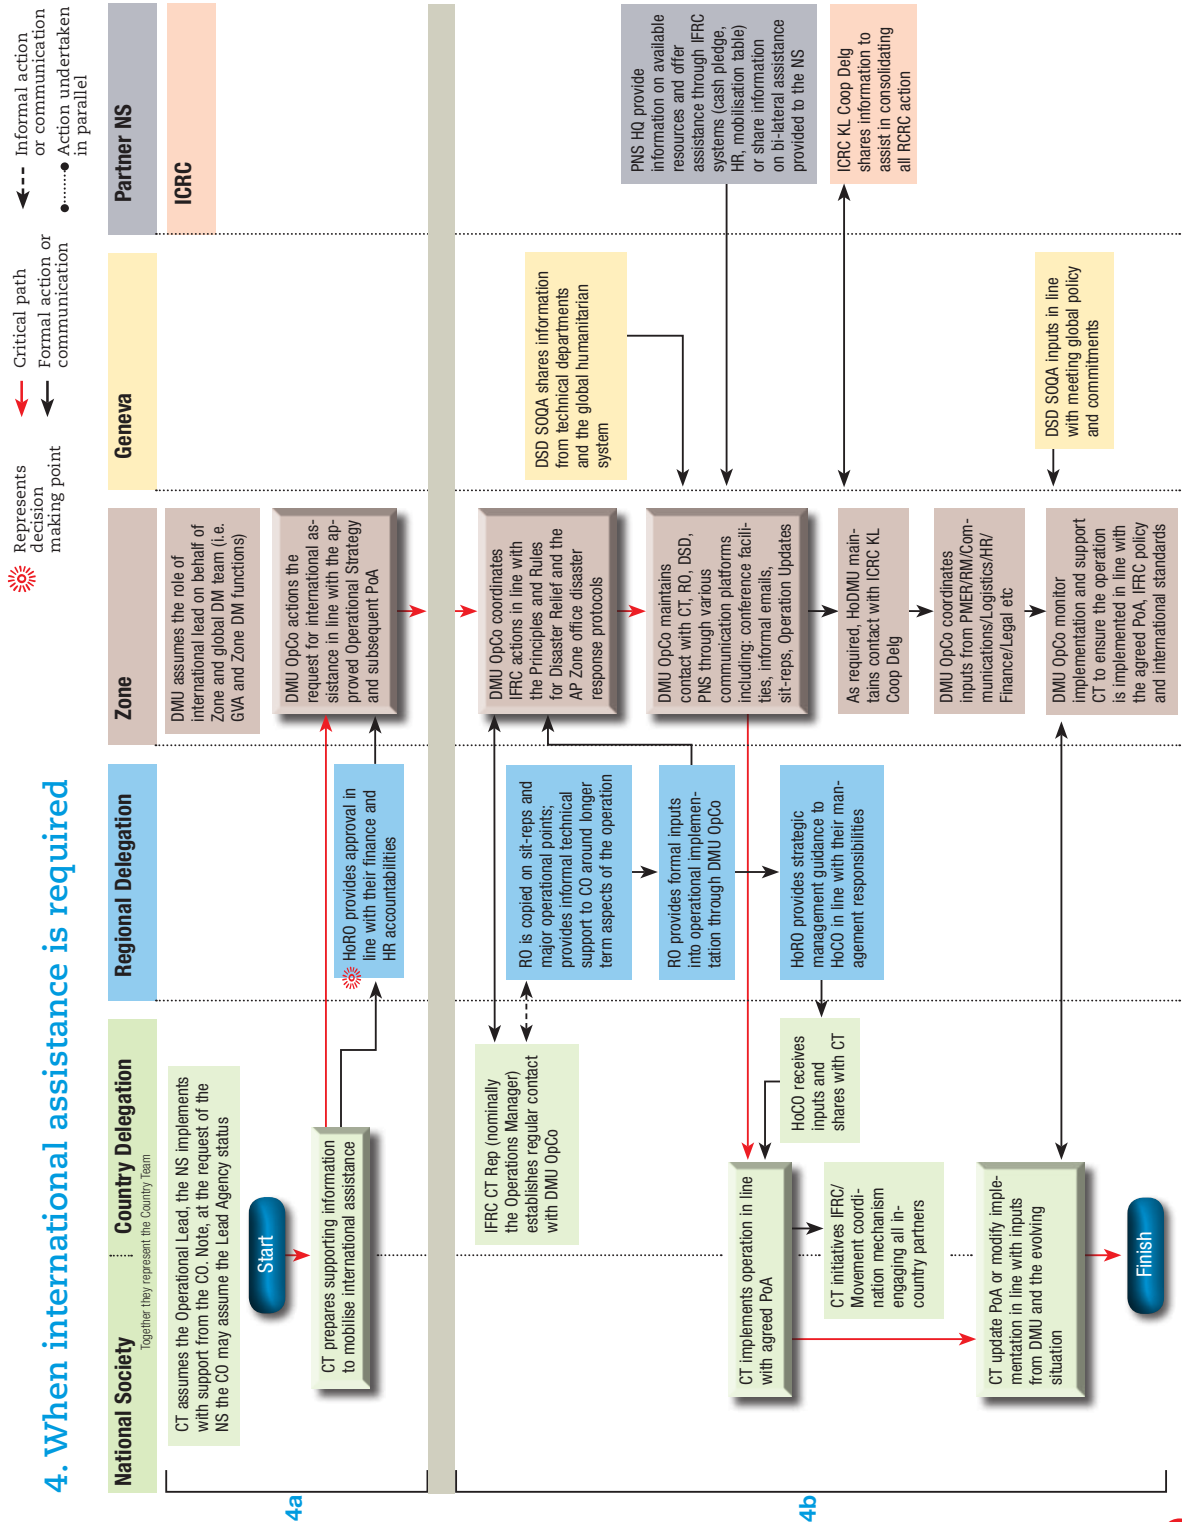 4. When international assistance is required
Represents
decision
making point
Critical path
Formal action or
communication
Informal action
or communication
Action undertaken
in parallel
National Society
Country Delegation
Together they represent the Country Team
Regional Delegation
Zone
Geneva
Partner NS
ICRC
4a
CT assumes the Operational Lead, the NS implements
with support from the CO. Note, at the request of the
NS the CO may assume the Lead Agency status
DMU assumes the role of
international lead on behalf of
Zone and global DM team (i.e.
GVA and Zone DM functions)
Start
CT prepares supporting information
to mobilise international assistance
HoRO provides approval in
line with their finance and
HR accountabilities
DMU OpCo actions the
request for international as-
sistance in line with the ap-
proved Operational Strategy
and subsequent PoA
4b
IFRC CT Rep (nominally
the Operations Manager)
establishes regular contact
with DMU OpCo
RO is copied on sit-reps and
major operational points;
provides informal technical
support to CO around longer
term aspects of the operation
DMU OpCo coordinates
IFRC actions in line with
the Principles and Rules
for Disaster Relief and the
AP Zone office disaster
response protocols
DSD SOQA shares information
from technical departments
and the global humanitarian
system
PNS HQ provide
information on available
resources and offer
assistance through IFRC
systems (cash pledge,
HR, mobilisation table)
or share information
on bi-lateral assistance
provided to the NS
RO provides formal inputs
into operational implemen-
tation through DMU OpCo
DMU OpCo maintains
contact with CT, RO, DSD,
PNS through various
communication platforms
including: conference facili-
ties, informal emails,
sit-reps, Operation Updates
CT implements operation in line
with agreed PoA
HoCO receives
inputs and
shares with CT
HoRO provides strategic
management guidance to
HoCO in line with their man-
agement responsibilities
As required, HoDMU main-
tains contact with ICRC KL
Coop Delg
ICRC KL Coop Delg
shares information to
assist in consolidating
all RCRC action
CT initiatives IFRC/
Movement coordi-
nation mechanism
engaging all in-
country partners
DMU OpCo coordinates
inputs from PMER/RM/Com-
munications/Logistics/HR/
Finance/Legal etc
CT update PoA or modify imple-
mentation in line with inputs
from DMU and the evolving
situation
DMU OpCo monitor
implementation and support
CT to ensure the operation
is implemented in line with
the agreed PoA, IFRC policy
and international standards
DSD SOQA inputs in line
with meeting global policy
and commitments
Finish